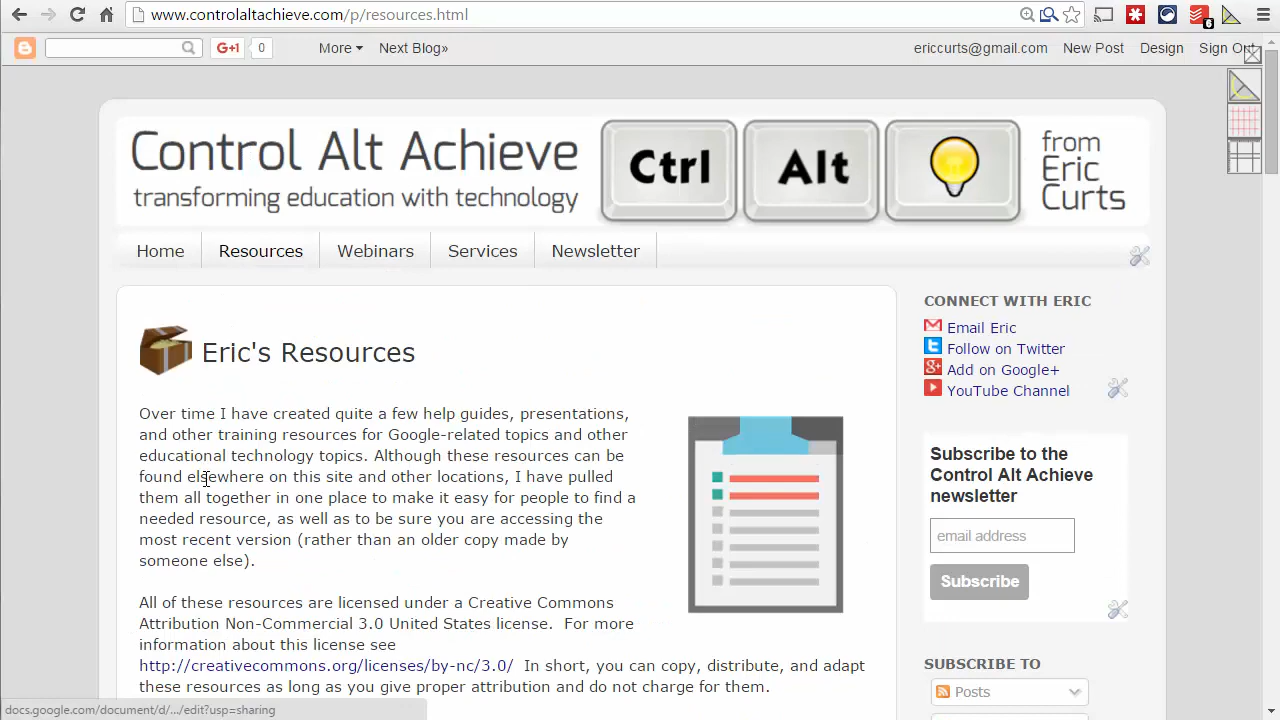 www.controlaltachieve.com/p/resources.html
6
G+1 0 More Next Blog» ericcurts@gmail.com New Post Design Sign Out
Control Alt Achieve
transforming education with technology
Ctrl Alt
from
Eric
Curts
Home Resources Webinars Services Newsletter
Eric's Resources
Over time I have created quite a few help guides, presentations,
and other training resources for Google-related topics and other
educational technology topics. Although these resources can be
found elsewhere on this site and other locations, I have pulled
them all together in one place to make it easy for people to find a
needed resource, as well as to be sure you are accessing the
most recent version (rather than an older copy made by
someone else).
All of these resources are licensed under a Creative Commons
Attribution Non-Commercial 3.0 United States license. For more
information about this license see
http://creativecommons.org/licenses/by-nc/3.0/ In short, you can copy, distribute, and adapt
these resources as long as you give proper attribution and do not charge for them.
CONNECT WITH ERIC
Email Eric
Follow on Twitter
Add on Google+
YouTube Channel
Subscribe to the
Control Alt Achieve
newsletter
email address
Subscribe
SUBSCRIBE TO
Posts
docs.google.com/document/d/.../edit?usp=sharing